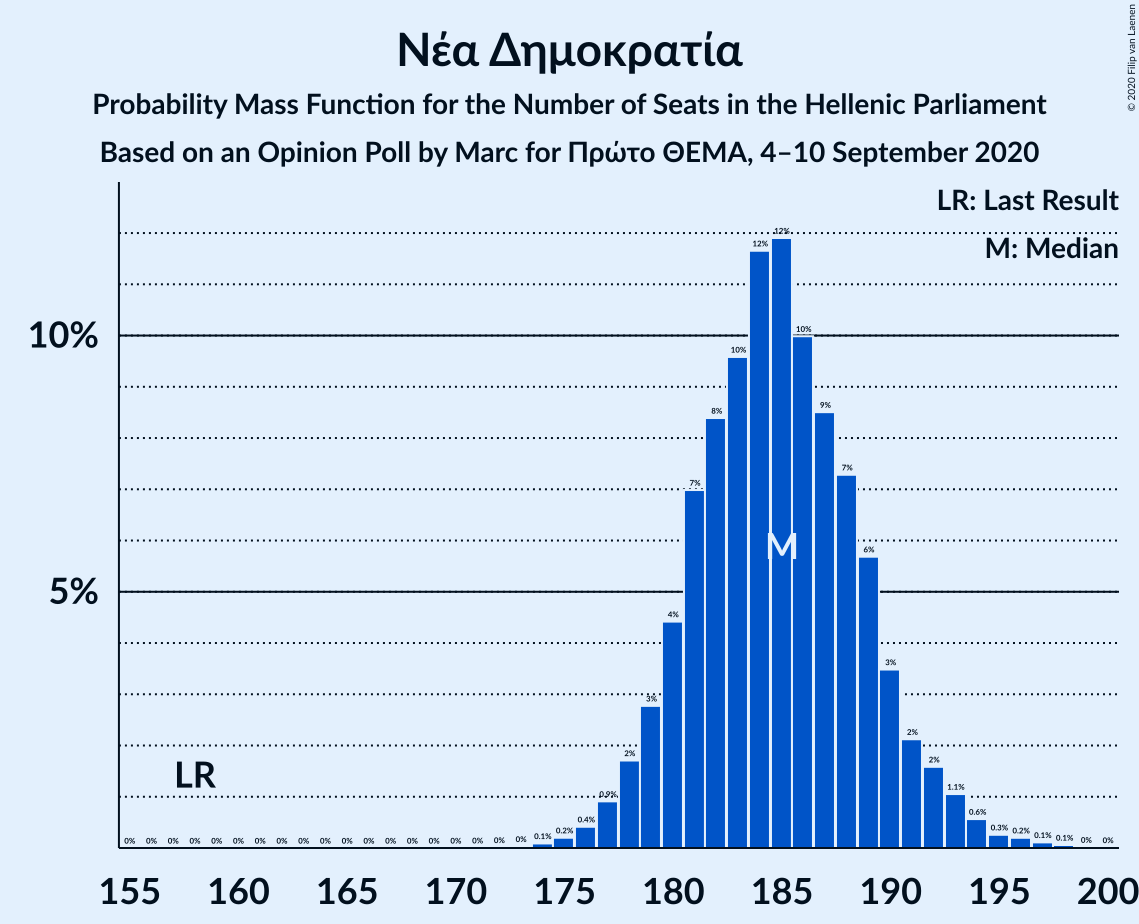 Νέα Δημοκρατία
Probability Mass Function for the Number of Seats in the Hellenic Parliament
Based on an Opinion Poll by Marc for Πρώτο ΘΕΜΑ, 4–10 September 2020
© 2020 Filip van Laenen
LR: Last Result
M: Median
10%
5%
LR
M
0% 0% 0% 0% 0% 0% 0% 0% 0% 0% 0% 0% 0% 0% 0% 0% 0% 0% 0% 0.1% 0.2% 0.4% 0.9% 2% 3% 4% 7% 8% 10% 12% 12% 10% 9% 7% 6% 3% 2% 2% 1.1% 0.6% 0.3% 0.2% 0.1% 0.1% 0% 0%
155 160 165 170 175 180 185 190 195 200